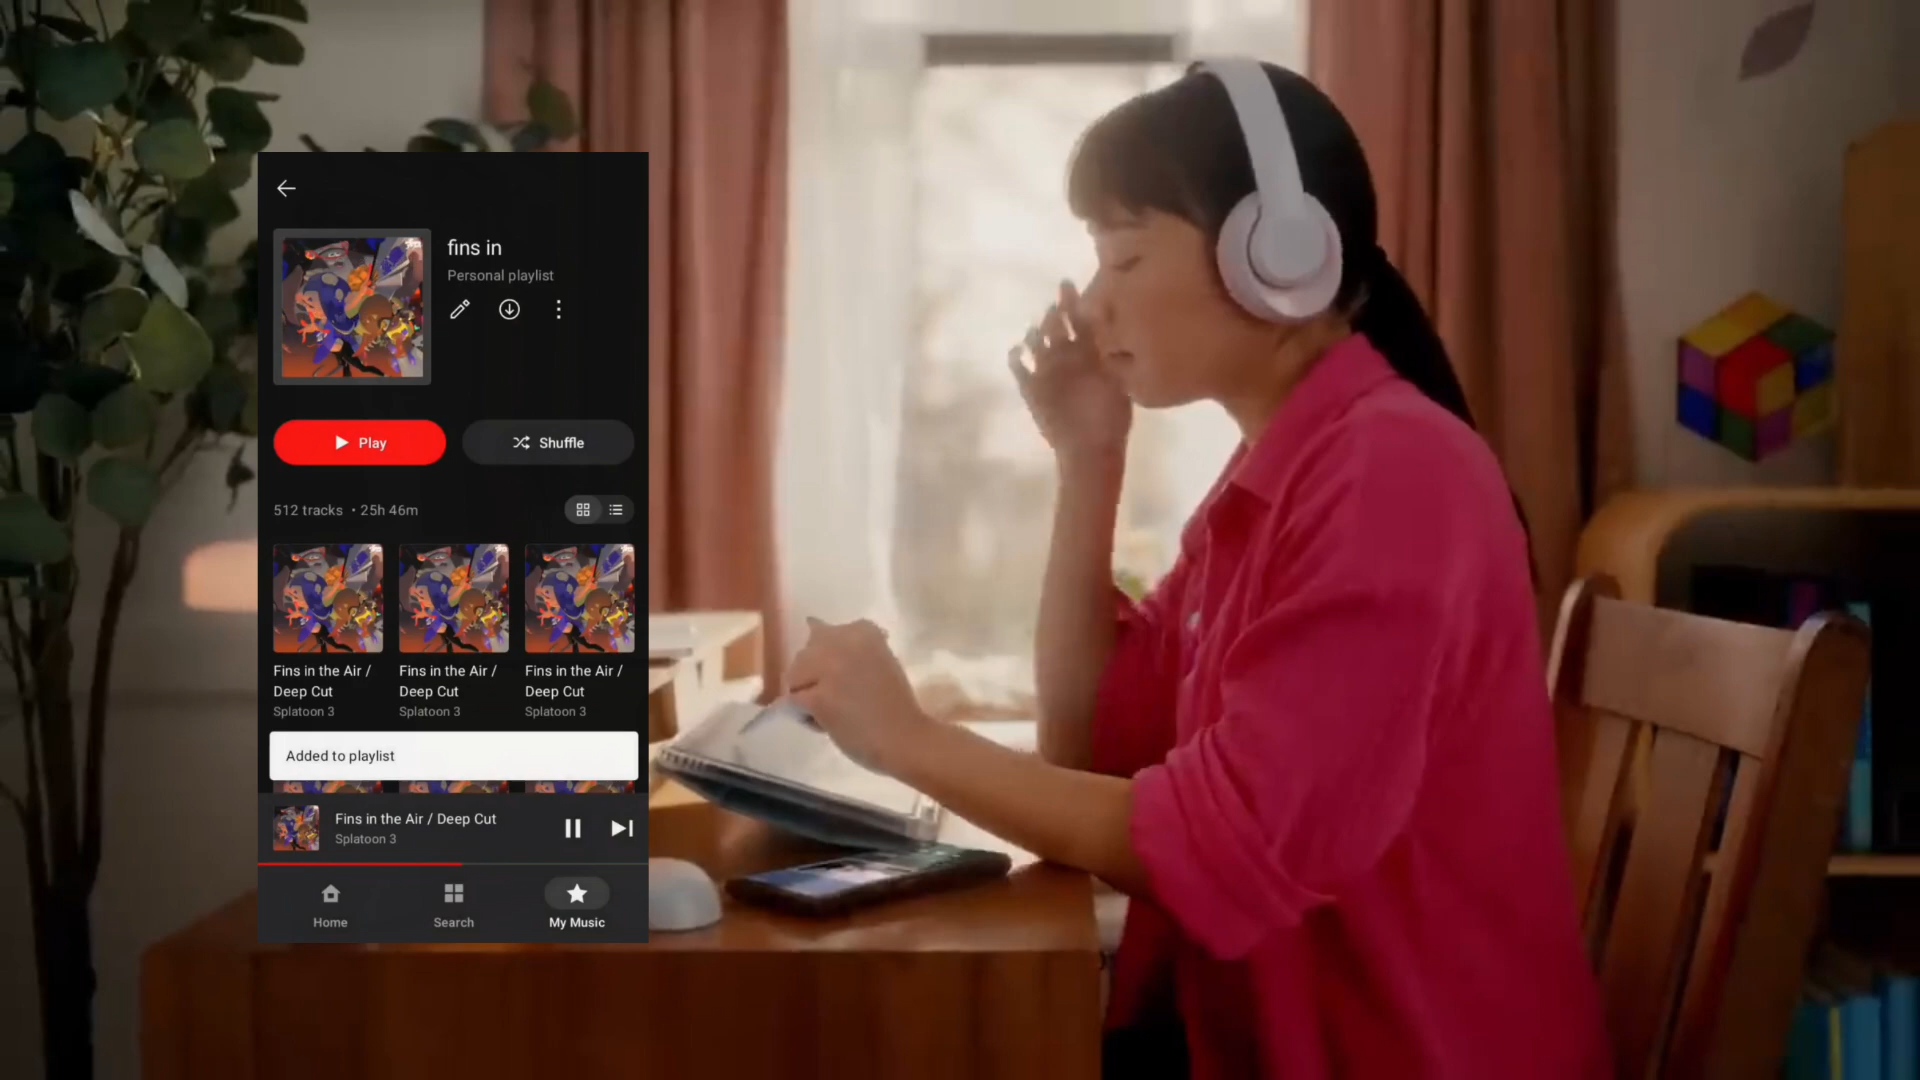 fins in
Personal playlist
Play
Shuffle
512 tracks • 25h 46m
Fins in the Air / Fins in the Air / Fins in the Air /
Deep Cut Deep Cut Deep Cut
Splatoon 3 Splatoon 3 Splatoon 3
Added to playlist
Fins in the Air / Deep Cut
Splatoon 3
Home Search My Music